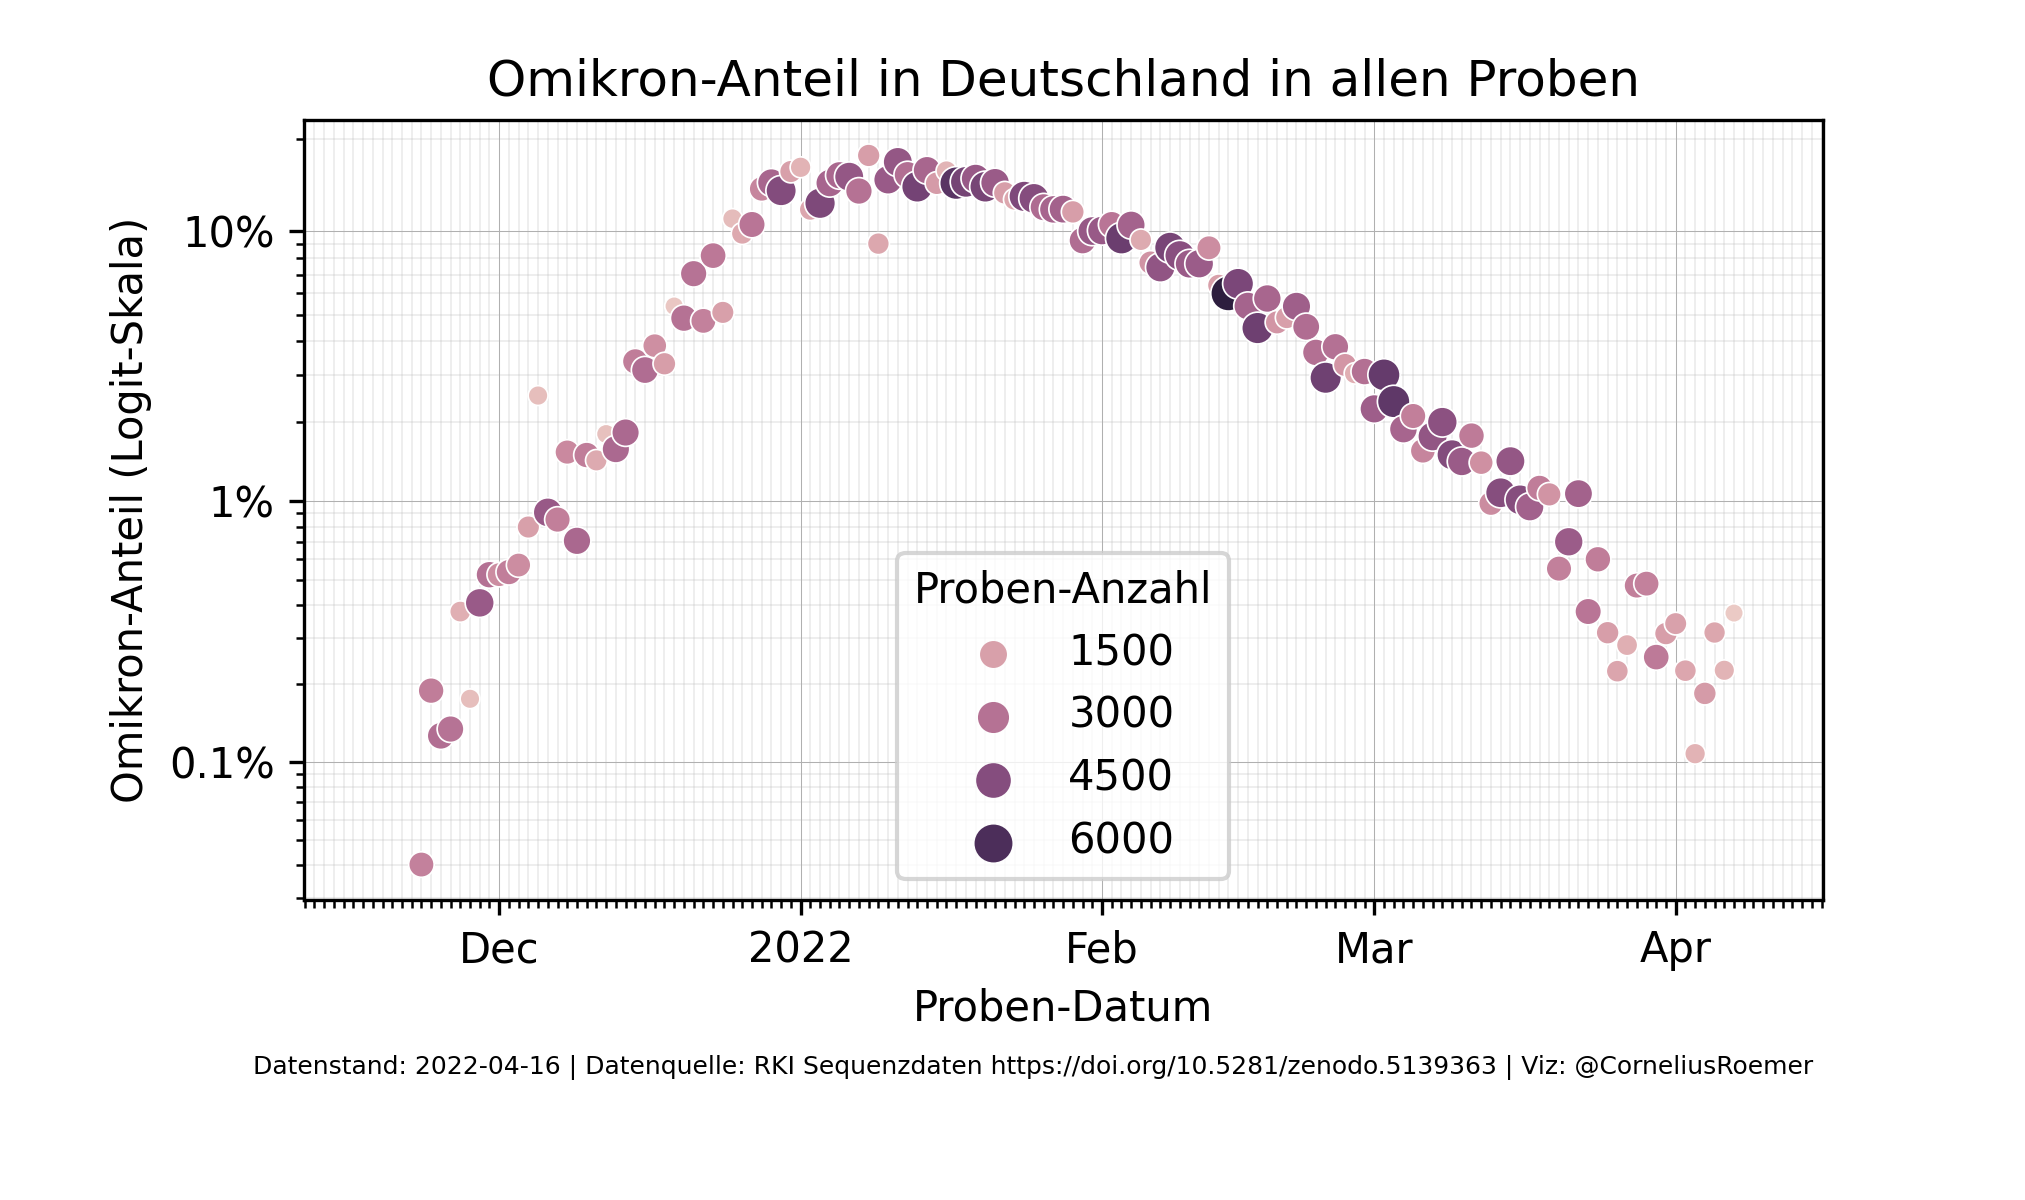 Omikron-Anteil in Deutschland in allen Proben
Omikron-Anteil (Logit-Skala)
10%
1%
0.1%
Proben-Anzahl
1500
3000
4500
6000
Dec 2022 Feb Mar Apr
Proben-Datum
Datenstand: 2022-04-16 | Datenquelle: RKI Sequenzdaten https://doi.org/10.5281/zenodo.5139363 | Viz: @CorneliusRoemer